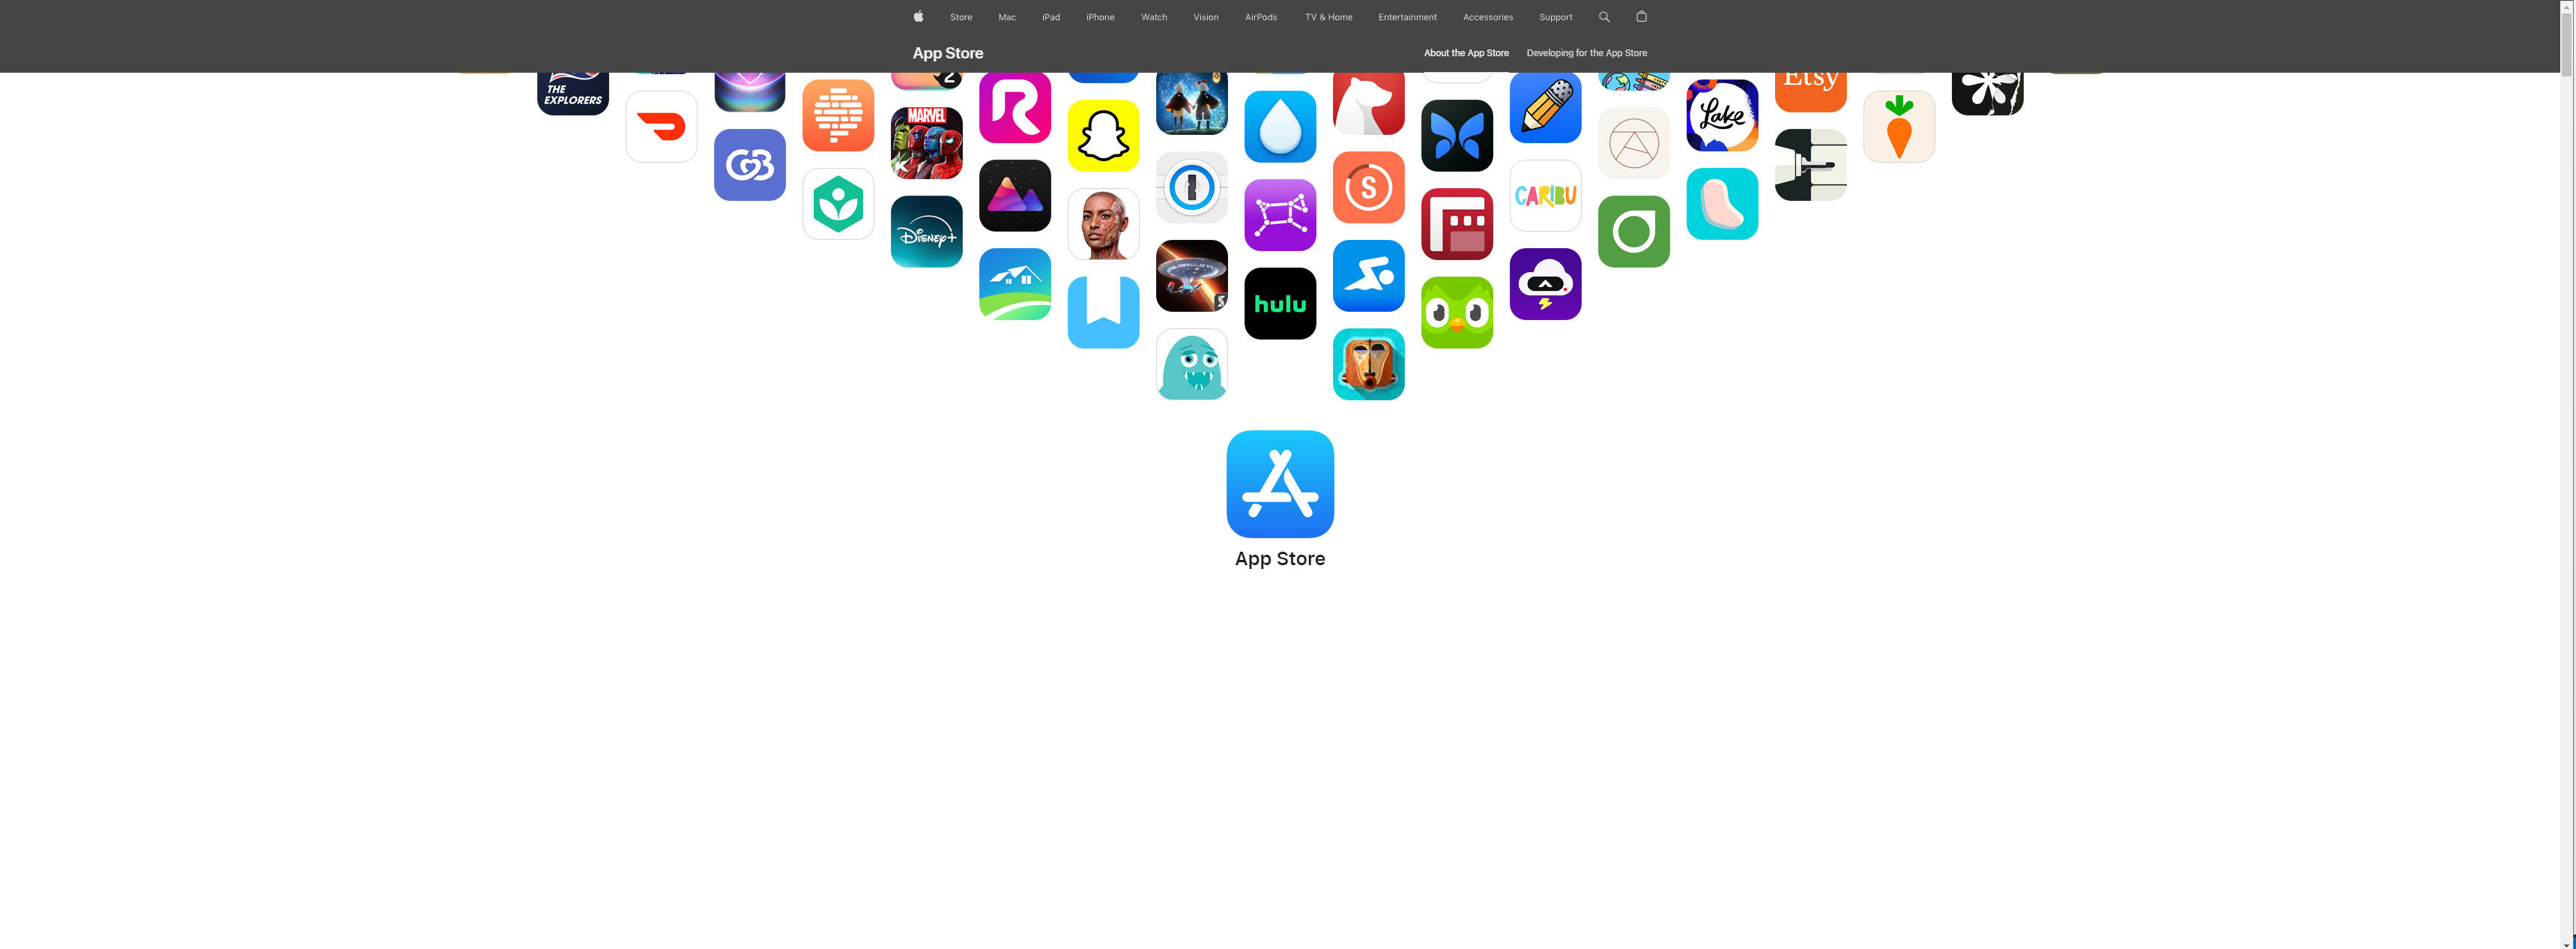 Store Mac iPad iPhone Watch Vision AirPods TV & Home Entertainment Accessories Support
App Store About the App Store Developing for the App Store
THE
EXPLORERS
2
Etsy
MARVEL
Lake
S
CARIBU
Disney+
hulu
App Store